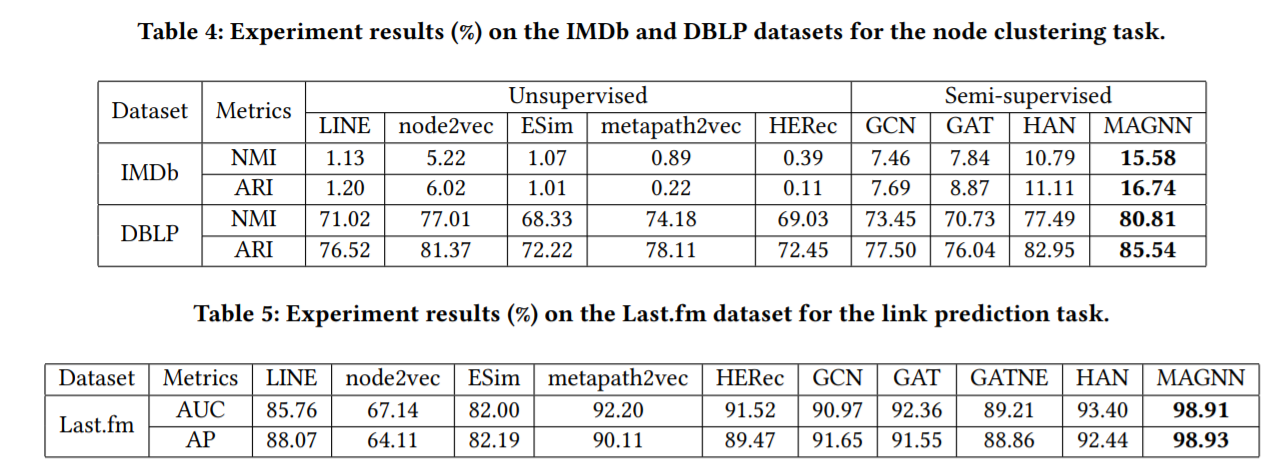 Table 4: Experiment results (%) on the IMDb and DBLP datasets for the node clustering task.
Dataset Metrics Unsupervised Semi-supervised
LINE node2vec ESim metapath2vec HERec GCN GAT HAN MAGNN
IMDb NMI 1.13 5.22 1.07 0.89 0.39 7.46 7.84 10.79 15.58
ARI 1.20 6.02 1.01 0.22 0.11 7.69 8.87 11.11 16.74
DBLP NMI 71.02 77.01 68.33 74.18 69.03 73.45 70.73 77.49 80.81
ARI 76.52 81.37 72.22 78.11 72.45 77.50 76.04 82.95 85.54
Table 5: Experiment results (%) on the Last.fm dataset for the link prediction task.
Dataset Metrics LINE node2vec ESim metapath2vec HERec GCN GAT GATNE HAN MAGNN
Last.fm AUC 85.76 67.14 82.00 92.20 91.52 90.97 92.36 89.21 93.40 98.91
AP 88.07 64.11 82.19 90.11 89.47 91.65 91.55 88.86 92.44 98.93